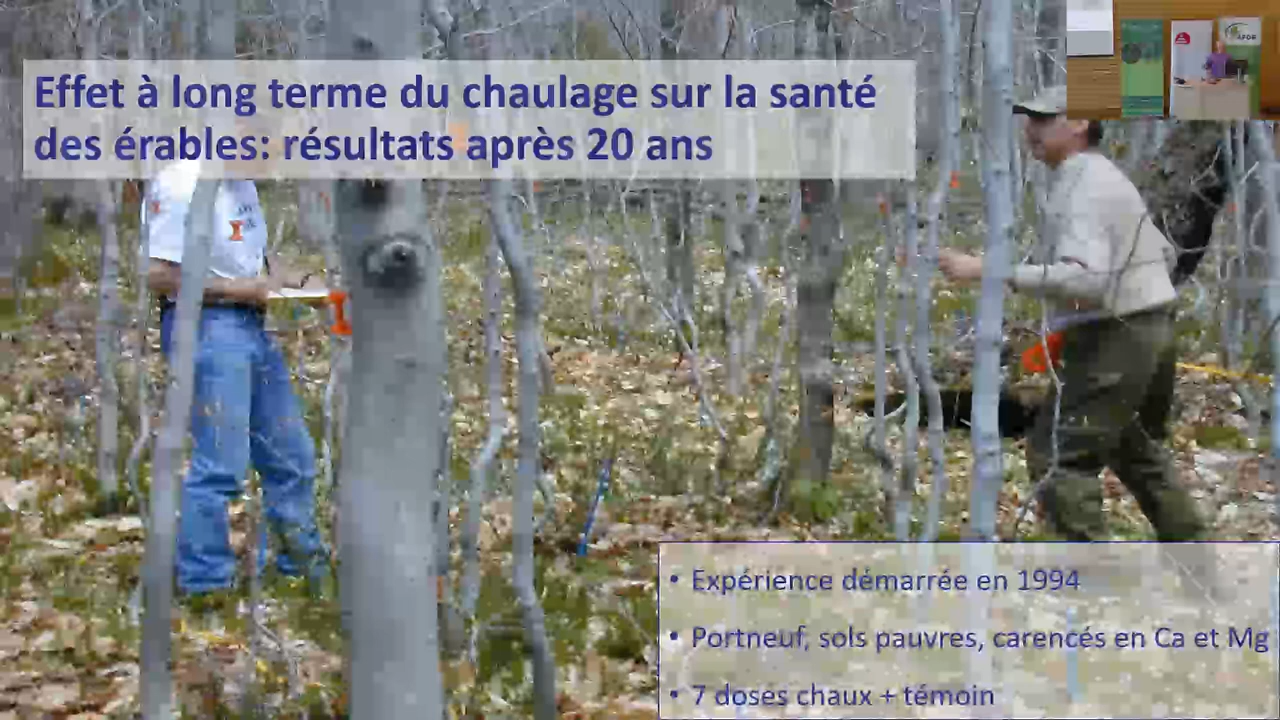 Effet à long terme du chaulage sur la santé
des érables: résultats après 20 ans
• Expérience démarrée en 1994
• Portneuf, sols pauvres, carencés en Ca et Mg
• 7 doses chaux + témoin